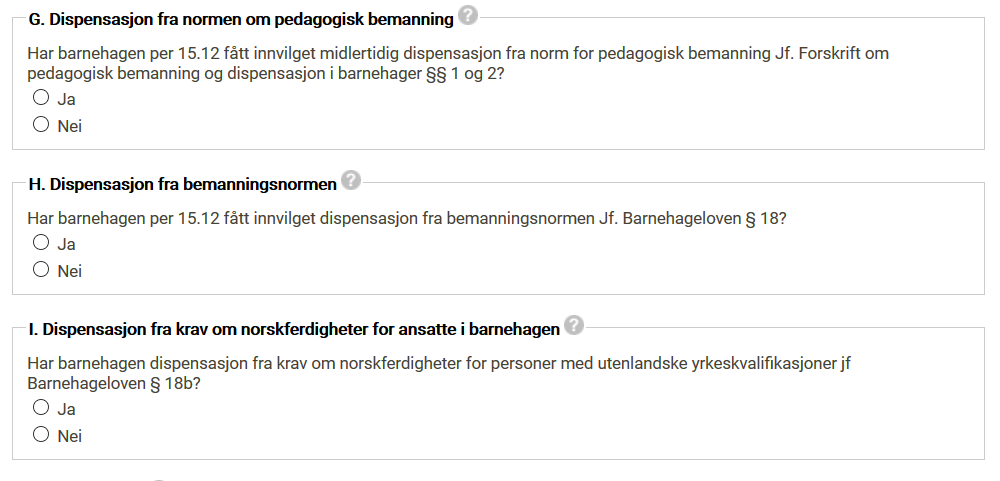 G. Dispensasjon fra normen om pedagogisk bemanning ?
Har barnehagen per 15.12 fått innvilget midlertidig dispensasjon fra norm for pedagogisk bemanning Jf. Forskrift om
pedagogisk bemanning og dispensasjon i barnehager §§ 1 og 2?
Ja
Nei
H. Dispensasjon fra bemanningsnormen ?
Har barnehagen per 15.12 fått innvilget dispensasjon fra bemanningsnormen Jf. Barnehageloven § 18?
Ja
Nei
I. Dispensasjon fra krav om norskferdigheter for ansatte i barnehagen ?
Har barnehagen dispensasjon fra krav om norskferdigheter for personer med utenlandske yrkeskvalifikasjoner jf
Barnehageloven § 18b?
Ja
Nei